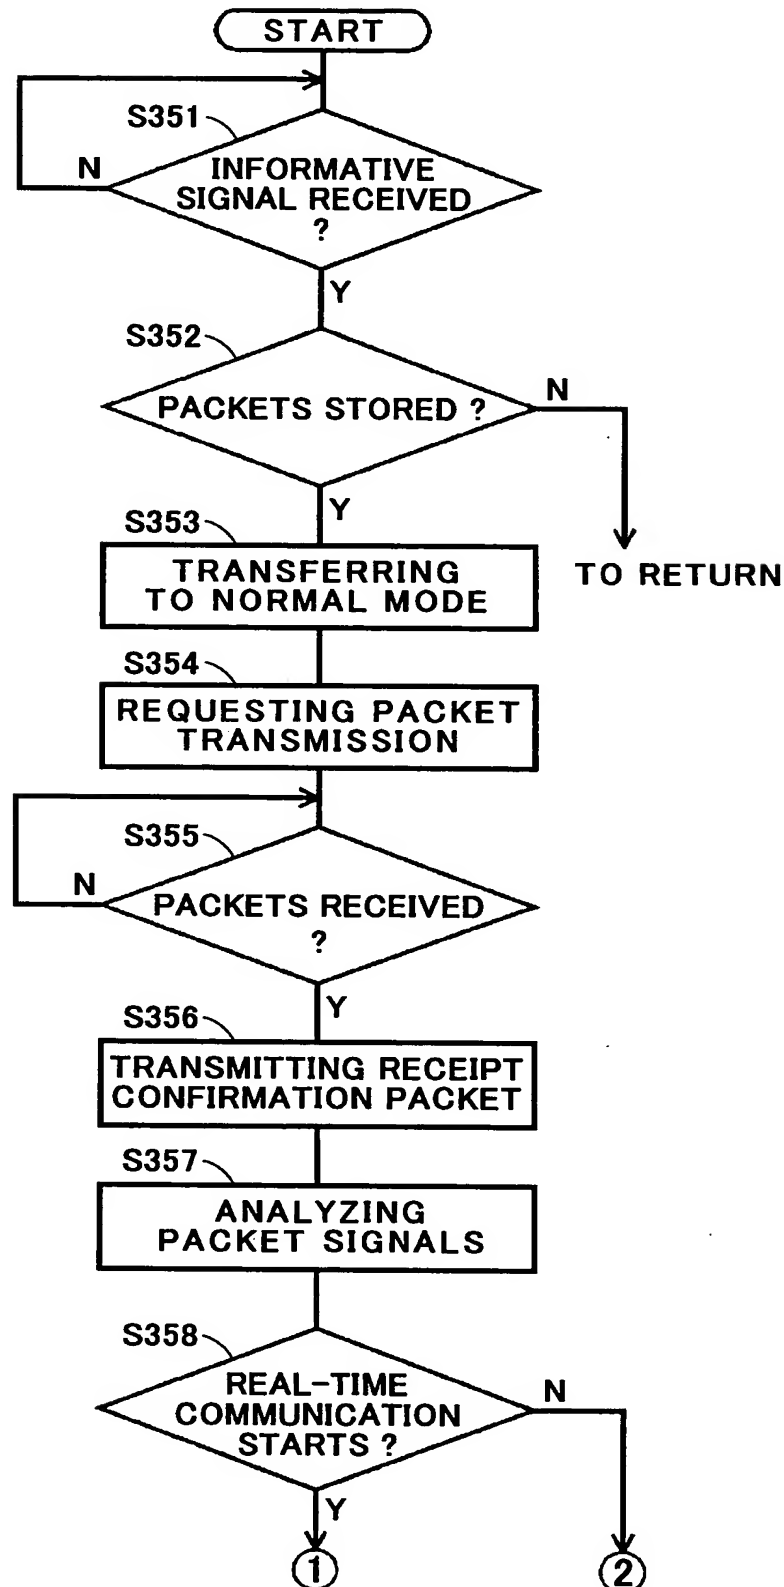 START
S351
N
INFORMATIVE
SIGNAL RECEIVED
?
Y
S352
PACKETS STORED ?
N
Y
S353
TRANSFERRING
TO NORMAL MODE
TO RETURN
S354
REQUESTING PACKET
TRANSMISSION
S355
N
PACKETS RECEIVED
?
Y
S356
TRANSMITTING RECEIPT
CONFIRMATION PACKET
S357
ANALYZING
PACKET SIGNALS
S358
REAL-TIME
COMMUNICATION
STARTS ?
N
Y
1
2